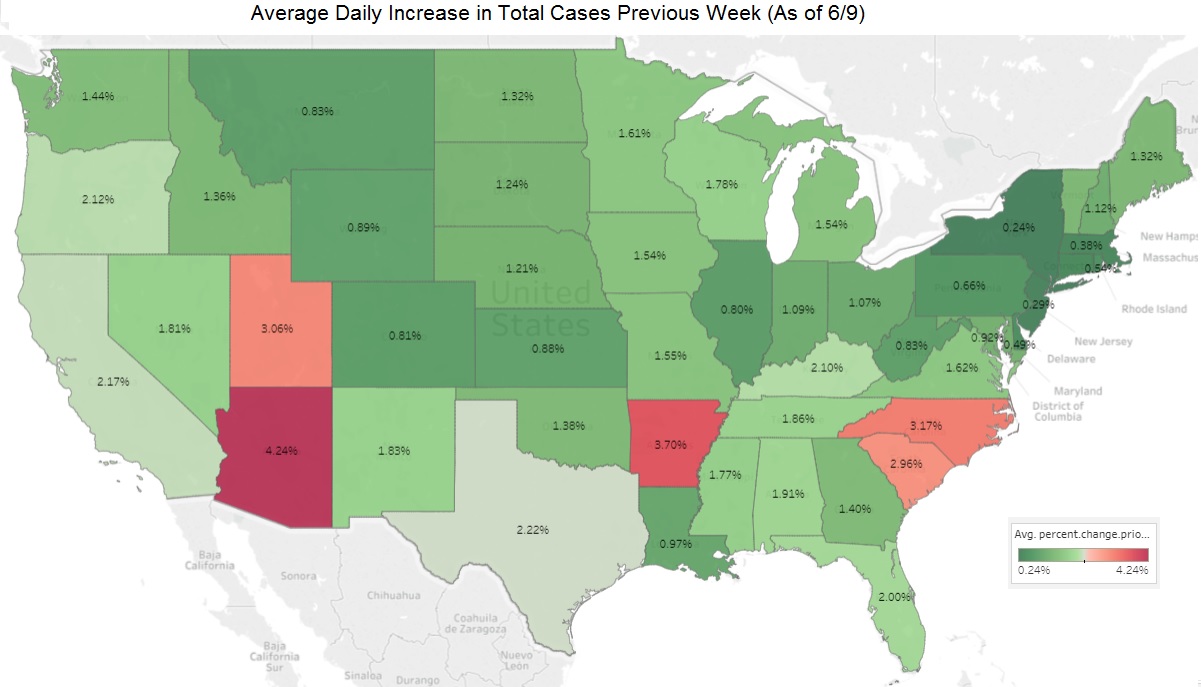 Average Daily Increase in Total Cases Previous Week (As of 6/9)
1.44%
0.83%
1.32%
1.61%
1.32%
2.12%
1.36%
0.89%
1.24%
1.78%
1.54%
1.12%
0.24%
0.38%
New Hamps
Massachus
0.54%
1.81%
3.06%
0.81%
1.21%
United
States
0.88%
1.54%
0.80%
1.09%
1.07%
0.66%
0.29%
Rhode Island
2.17%
1.55%
2.10%
0.83%
0.92%
0.49%
New Jersey
Delaware
1.62%
Maryland
District of
Columbia
4.24%
1.83%
1.38%
3.70%
1.86%
3.17%
2.96%
1.77%
1.91%
1.40%
2.22%
0.97%
2.00%
Avg. percent.change.prio...
0.24%
4.24%
Baja
California
Sonora
Chihuahua
Coahuila
de Zaragoza
Baja
California
Sur
Nuevo
León
Sinaloa
Durango
N
Brun